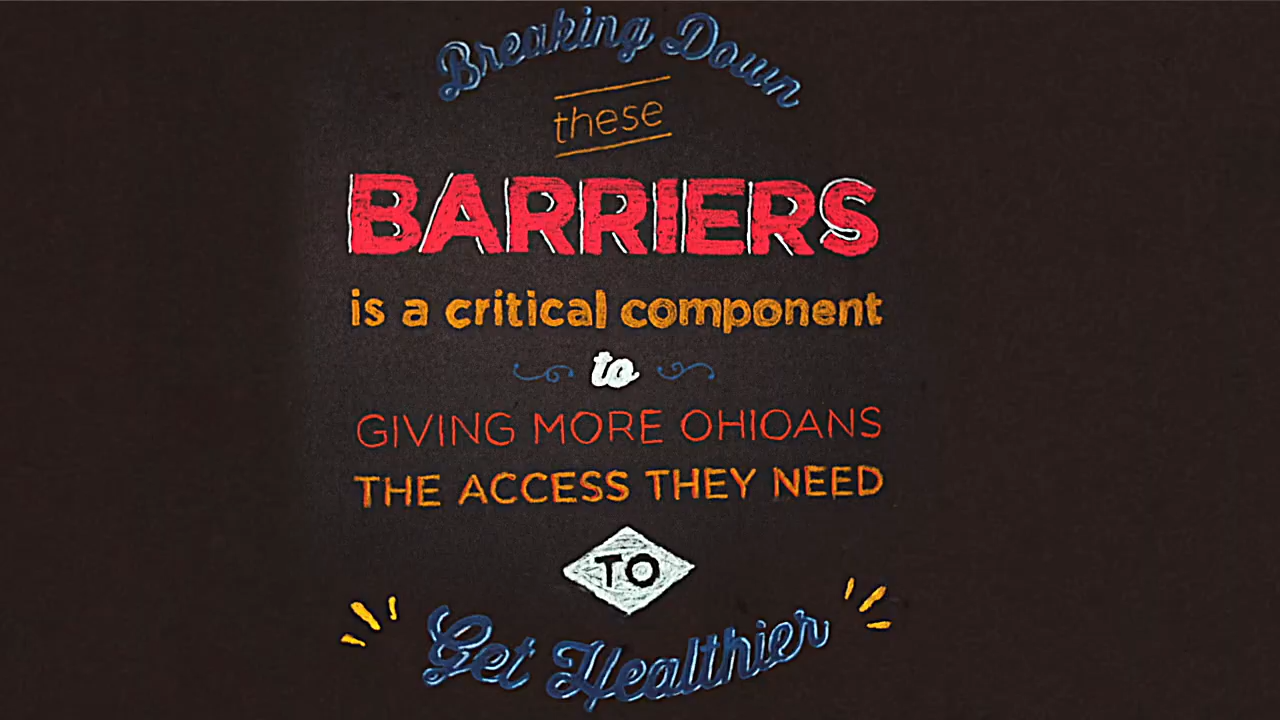 Breaking Down
these
BARRIERS
is a critical component
to
GIVING MORE OHIOANS
THE ACCESS THEY NEED
TO
Get Healthier